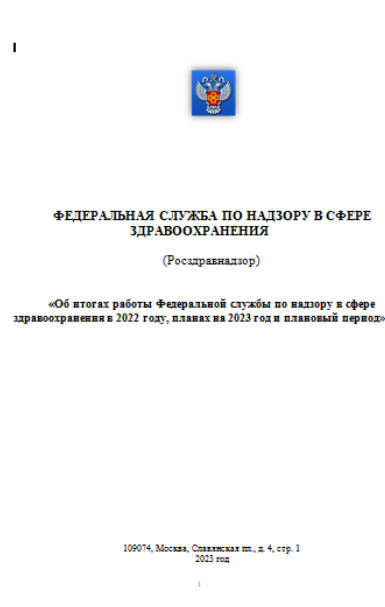 ФЕДЕРАЛЬНАЯ СЛУЖБА ПО НАДЗОРУ В СФЕРЕ
ЗДРАВООХРАНЕНИЯ
(Росздравнадзор)
«Об итогах работы Федеральной службы по надзору в сфере
здравоохранения в 2022 году, планах на 2023 год и плановый период»
109074, Москва, Славянская пл., д. 4, стр. 1
2023 год
1